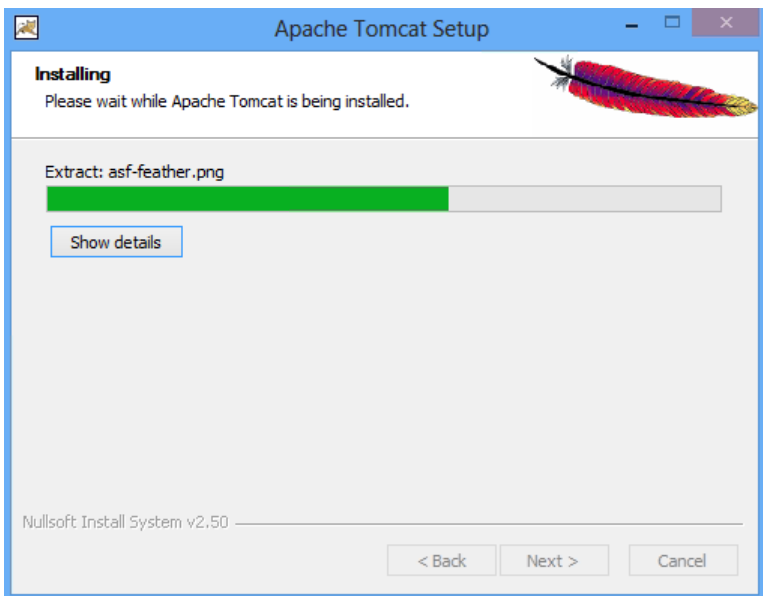 Apache Tomcat Setup
Installing
Please wait while Apache Tomcat is being installed.
Extract: asf-feather.png
Show details
Nullsoft Install System v2.50
< Back
Next >
Cancel